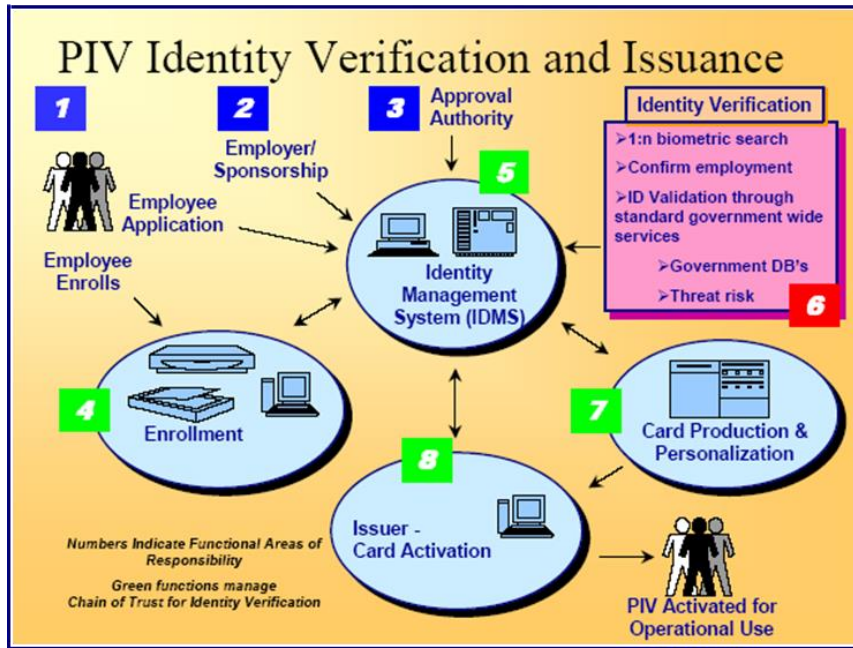 PIV Identity Verification and Issuance
1
2
3
Approval
Authority
Employer/
Sponsorship
Employee
Application
Employee
Enrolls
Identity Verification
➢1:n biometric search
➢Confirm employment
➢ID Validation through
standard government wide
services
➢Government DB's
➢Threat risk
6
5
Identity
Management
System (IDMS)
4
Enrollment
7
Card Production &
Personalization
8
Issuer -
Card Activation
Numbers Indicate Functional Areas of
Responsibility
Green functions manage
Chain of Trust for Identity Verification
PIV Activated for
Operational Use